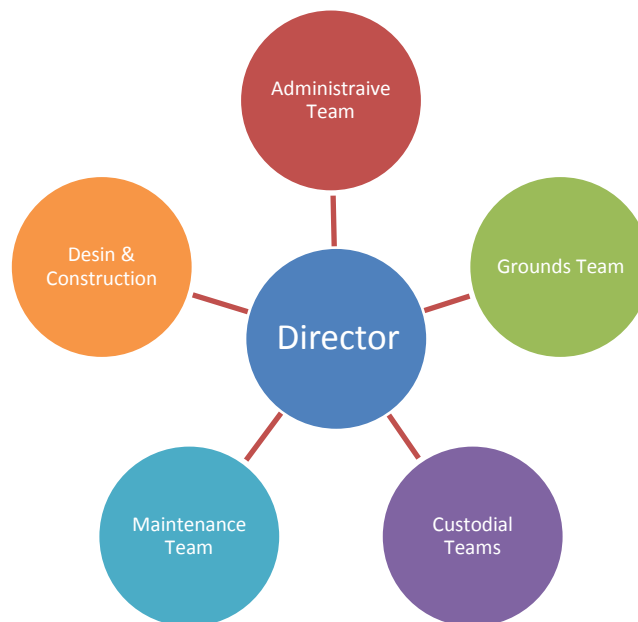 Administraive
Team
Desin &
Construction
Grounds Team
Director
Maintenance
Team
Custodial
Teams